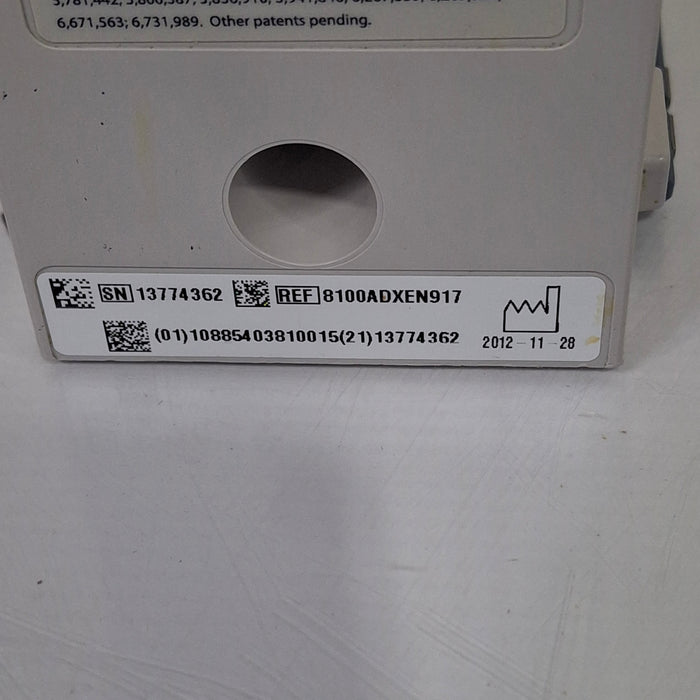 6,671,563; 6,731,989. Other patents pending.
SN 13774362 REF 8100ADXEN917
(01)10885403810015(21)13774362
2012-11-28